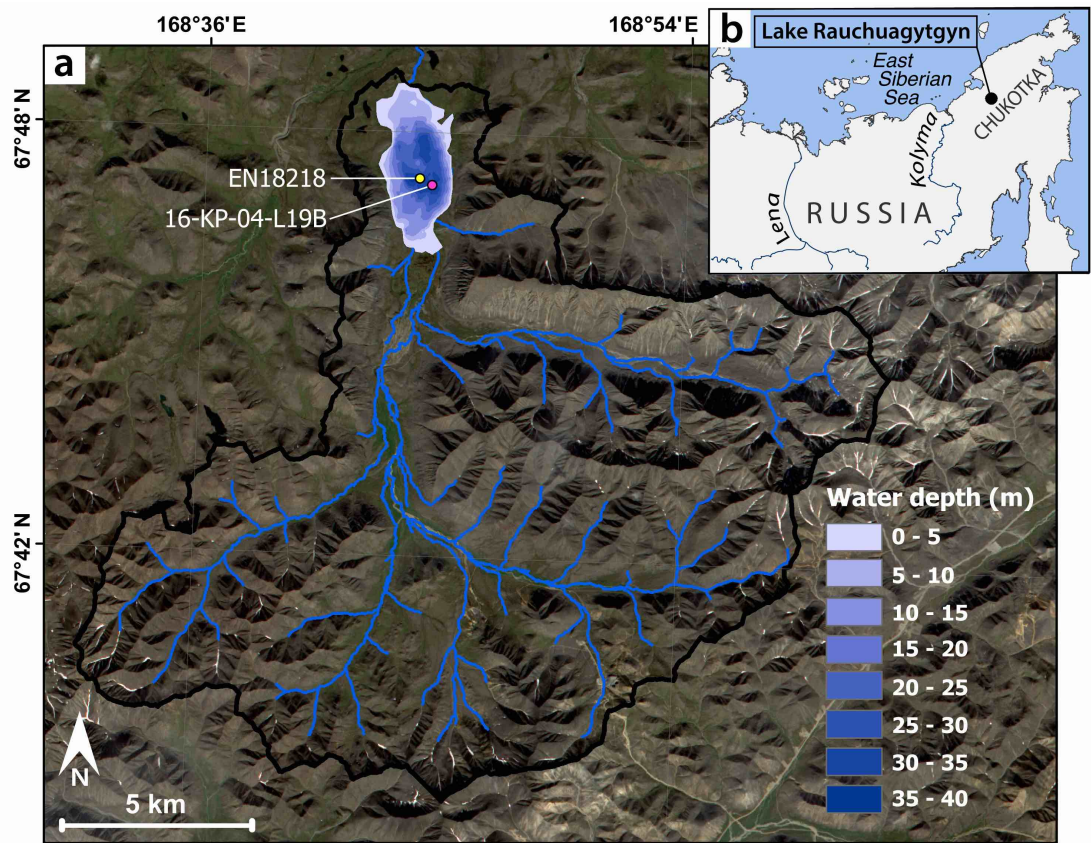 168°36' E
168°54' E
a
b
Lake Rauchuagytgyn
East
Siberian
Sea
CHUKOTKA
Kolyma
Lena
RUSSIA
67°48' N
EN18218
16-KP-04-L19B
67°42' N
Water depth (m)
0 - 5
5 - 10
10 - 15
15 - 20
20 - 25
25 - 30
30 - 35
35 - 40
N
5 km